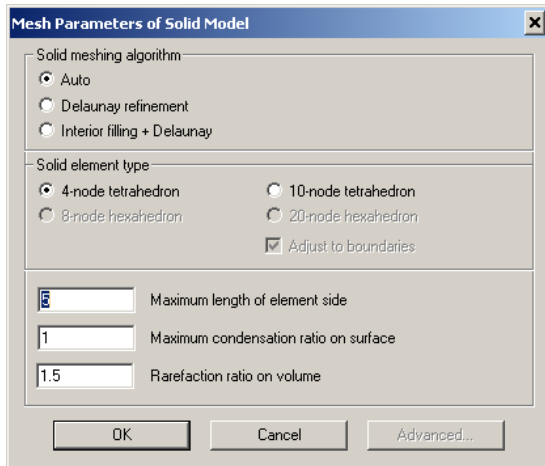 Mesh Parameters of Solid Model
Solid meshing algorithm
Auto
Delaunay refinement
Interior filling + Delaunay
Solid element type
4-node tetrahedron 10-node tetrahedron
8-node hexahedron 20-node hexahedron
Adjust to boundaries
5 Maximum length of element side
1 Maximum condensation ratio on surface
1.5 Rarefaction ratio on volume
OK Cancel Advanced...